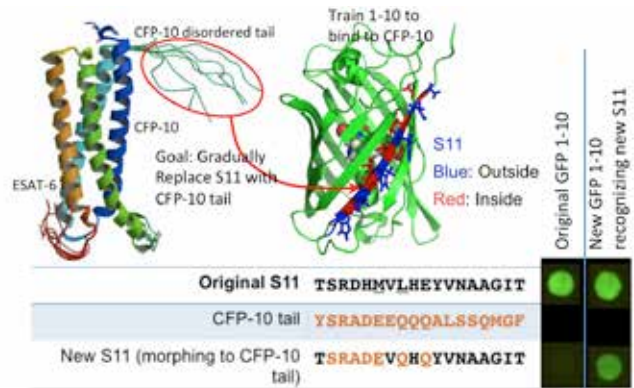 CFP-10 disordered tail
Train 1-10 to
bind to CFP-10
CFP-10
ESAT-6
Goal: Gradually
Replace S11 with
CFP-10 tail
S11
Blue: Outside
Red: Inside
Original GFP 1-10
New GFP 1-10
recognizing new S11
Original S11 TSRDHMVLHEYVNAAGIT
CFP-10 tail YSRADEEQQQALSSQMGF
New S11 (morphing to CFP-10 TSRADEVQHQYVNAAGIT
tail)